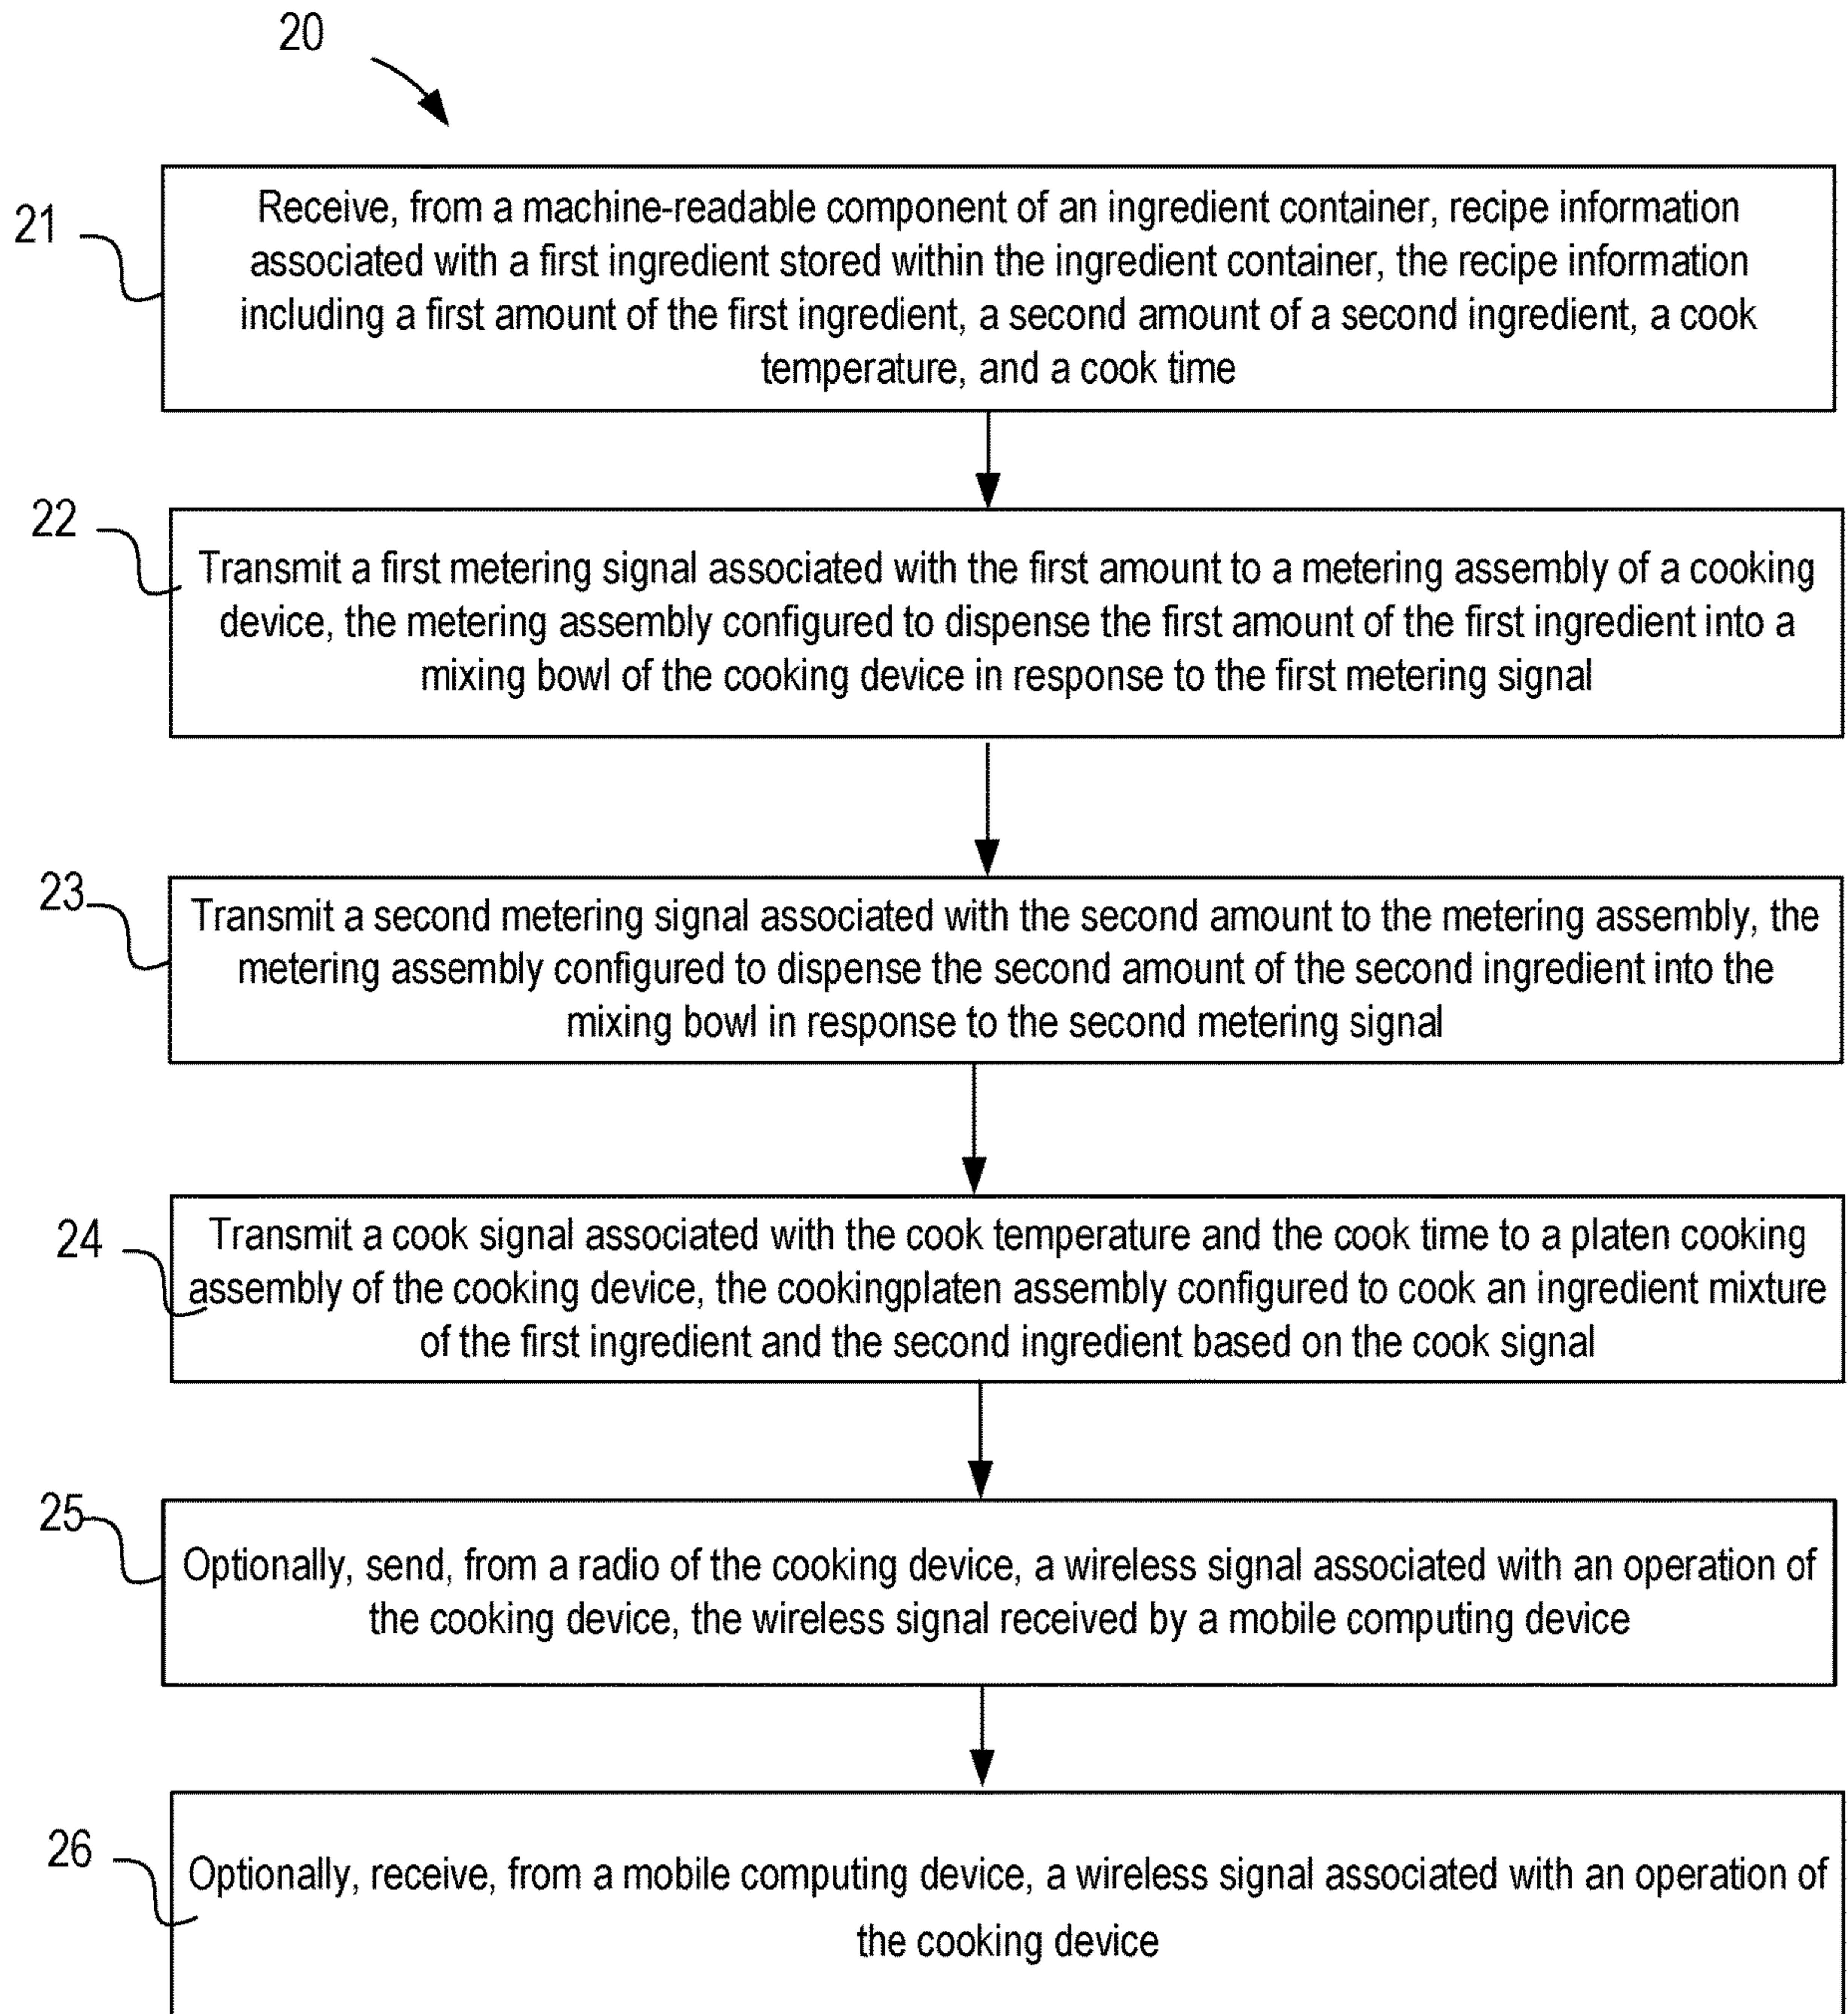 20
21
Receive, from a machine-readable component of an ingredient container, recipe information
associated with a first ingredient stored within the ingredient container, the recipe information
including a first amount of the first ingredient, a second amount of a second ingredient, a cook
temperature, and a cook time
22
Transmit a first metering signal associated with the first amount to a metering assembly of a cooking
device, the metering assembly configured to dispense the first amount of the first ingredient into a
mixing bowl of the cooking device in response to the first metering signal
23
Transmit a second metering signal associated with the second amount to the metering assembly, the
metering assembly configured to dispense the second amount of the second ingredient into the
mixing bowl in response to the second metering signal
24
Transmit a cook signal associated with the cook temperature and the cook time to a platen cooking
assembly of the cooking device, the cookingplaten assembly configured to cook an ingredient mixture
of the first ingredient and the second ingredient based on the cook signal
25
Optionally, send, from a radio of the cooking device, a wireless signal associated with an operation of
the cooking device, the wireless signal received by a mobile computing device
26
Optionally, receive, from a mobile computing device, a wireless signal associated with an operation of
the cooking device